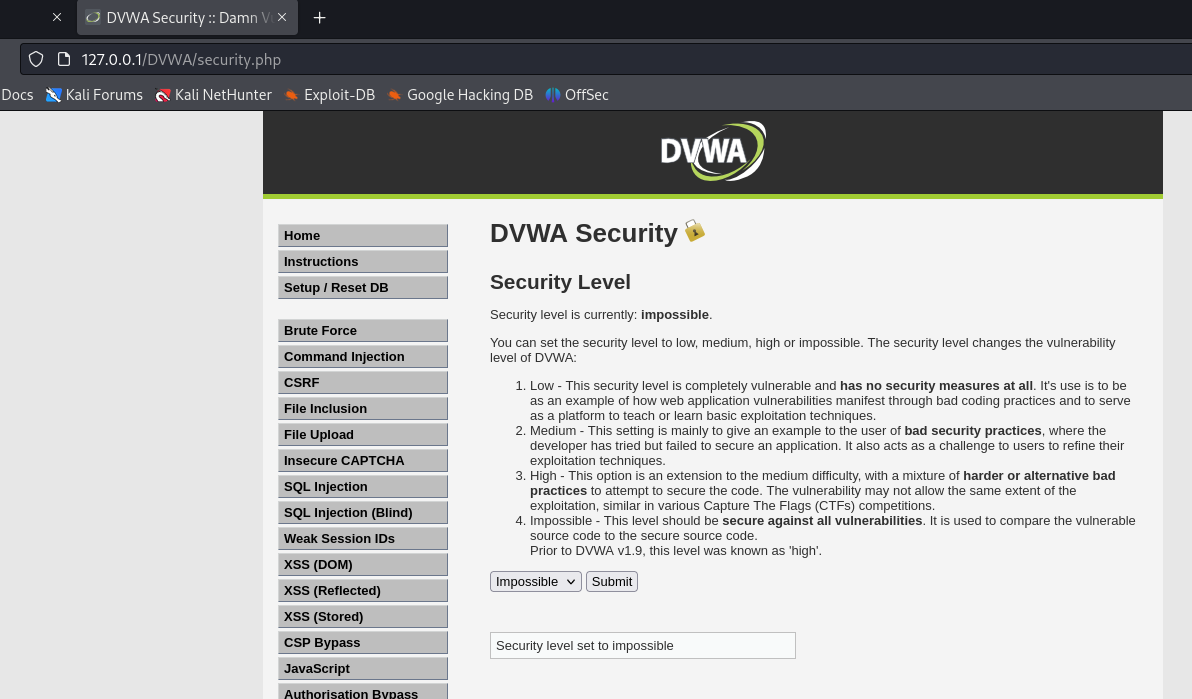 DVWA Security :: Damn Vu
127.0.0.1/DVWA/security.php
Docs Kali Forums Kali NetHunter Exploit-DB Google Hacking DB OffSec
DVWA
Home
Instructions
Setup / Reset DB
Brute Force
Command Injection
CSRF
File Inclusion
File Upload
Insecure CAPTCHA
SQL Injection
SQL Injection (Blind)
Weak Session IDs
XSS (DOM)
XSS (Reflected)
XSS (Stored)
CSP Bypass
JavaScript
Authorisation Bypass
DVWA Security
Security Level
Security level is currently: impossible.
You can set the security level to low, medium, high or impossible. The security level changes the vulnerability
level of DVWA:
1. Low - This security level is completely vulnerable and has no security measures at all. It's use is to be
as an example of how web application vulnerabilities manifest through bad coding practices and to serve
as a platform to teach or learn basic exploitation techniques.
2. Medium - This setting is mainly to give an example to the user of bad security practices, where the
developer has tried but failed to secure an application. It also acts as a challenge to users to refine their
exploitation techniques.
3. High - This option is an extension to the medium difficulty, with a mixture of harder or alternative bad
practices to attempt to secure the code. The vulnerability may not allow the same extent of the
exploitation, similar in various Capture The Flags (CTFs) competitions.
4. Impossible - This level should be secure against all vulnerabilities. It is used to compare the vulnerable
source code to the secure source code.
Prior to DVWA v1.9, this level was known as 'high'.
Impossible Submit
Security level set to impossible